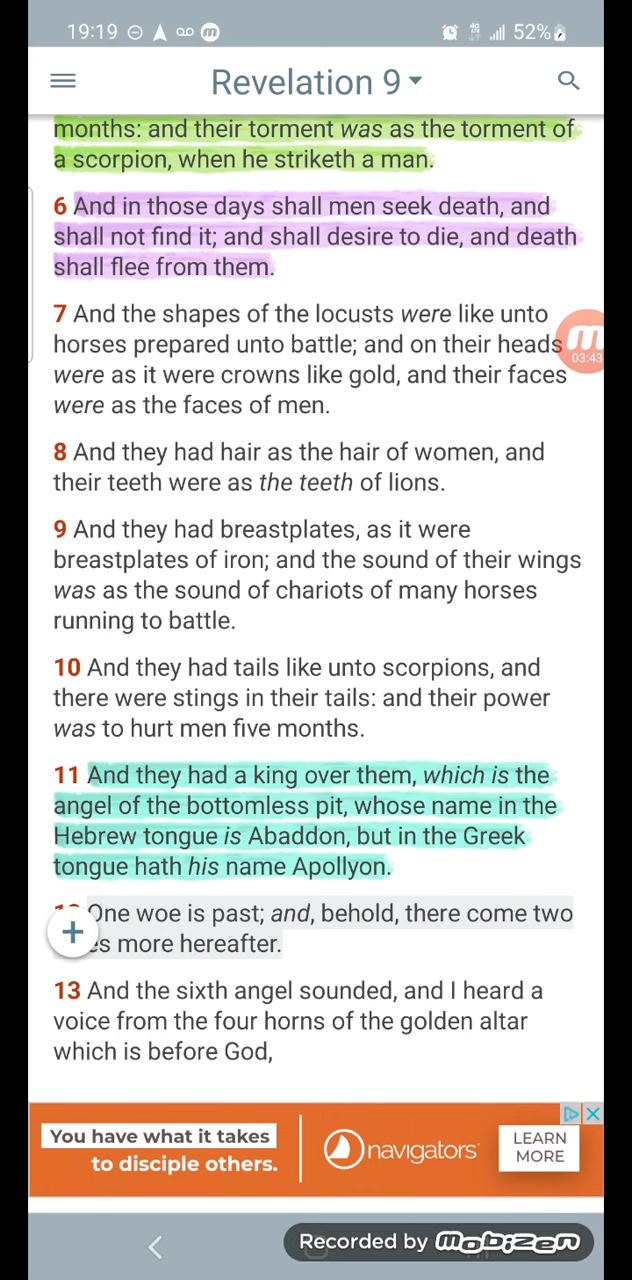 19:19 52%
Revelation 9
months: and their torment was as the torment of
a scorpion, when he striketh a man.
6 And in those days shall men seek death, and
shall not find it; and shall desire to die, and death
shall flee from them.
7 And the shapes of the locusts were like unto
horses prepared unto battle; and on their heads
03:43
were as it were crowns like gold, and their faces
were as the faces of men.
8 And they had hair as the hair of women, and
their teeth were as the teeth of lions.
9 And they had breastplates, as it were
breastplates of iron; and the sound of their wings
was as the sound of chariots of many horses
running to battle.
10 And they had tails like unto scorpions, and
there were stings in their tails: and their power
was to hurt men five months.
11 And they had a king over them, which is the
angel of the bottomless pit, whose name in the
Hebrew tongue is Abaddon, but in the Greek
tongue hath his name Apollyon.
One woe is past; and, behold, there come two
more hereafter.
13 And the sixth angel sounded, and I heard a
voice from the four horns of the golden altar
which is before God,
You have what it takes
to disciple others.
navigators
LEARN
MORE
Recorded by mobizen